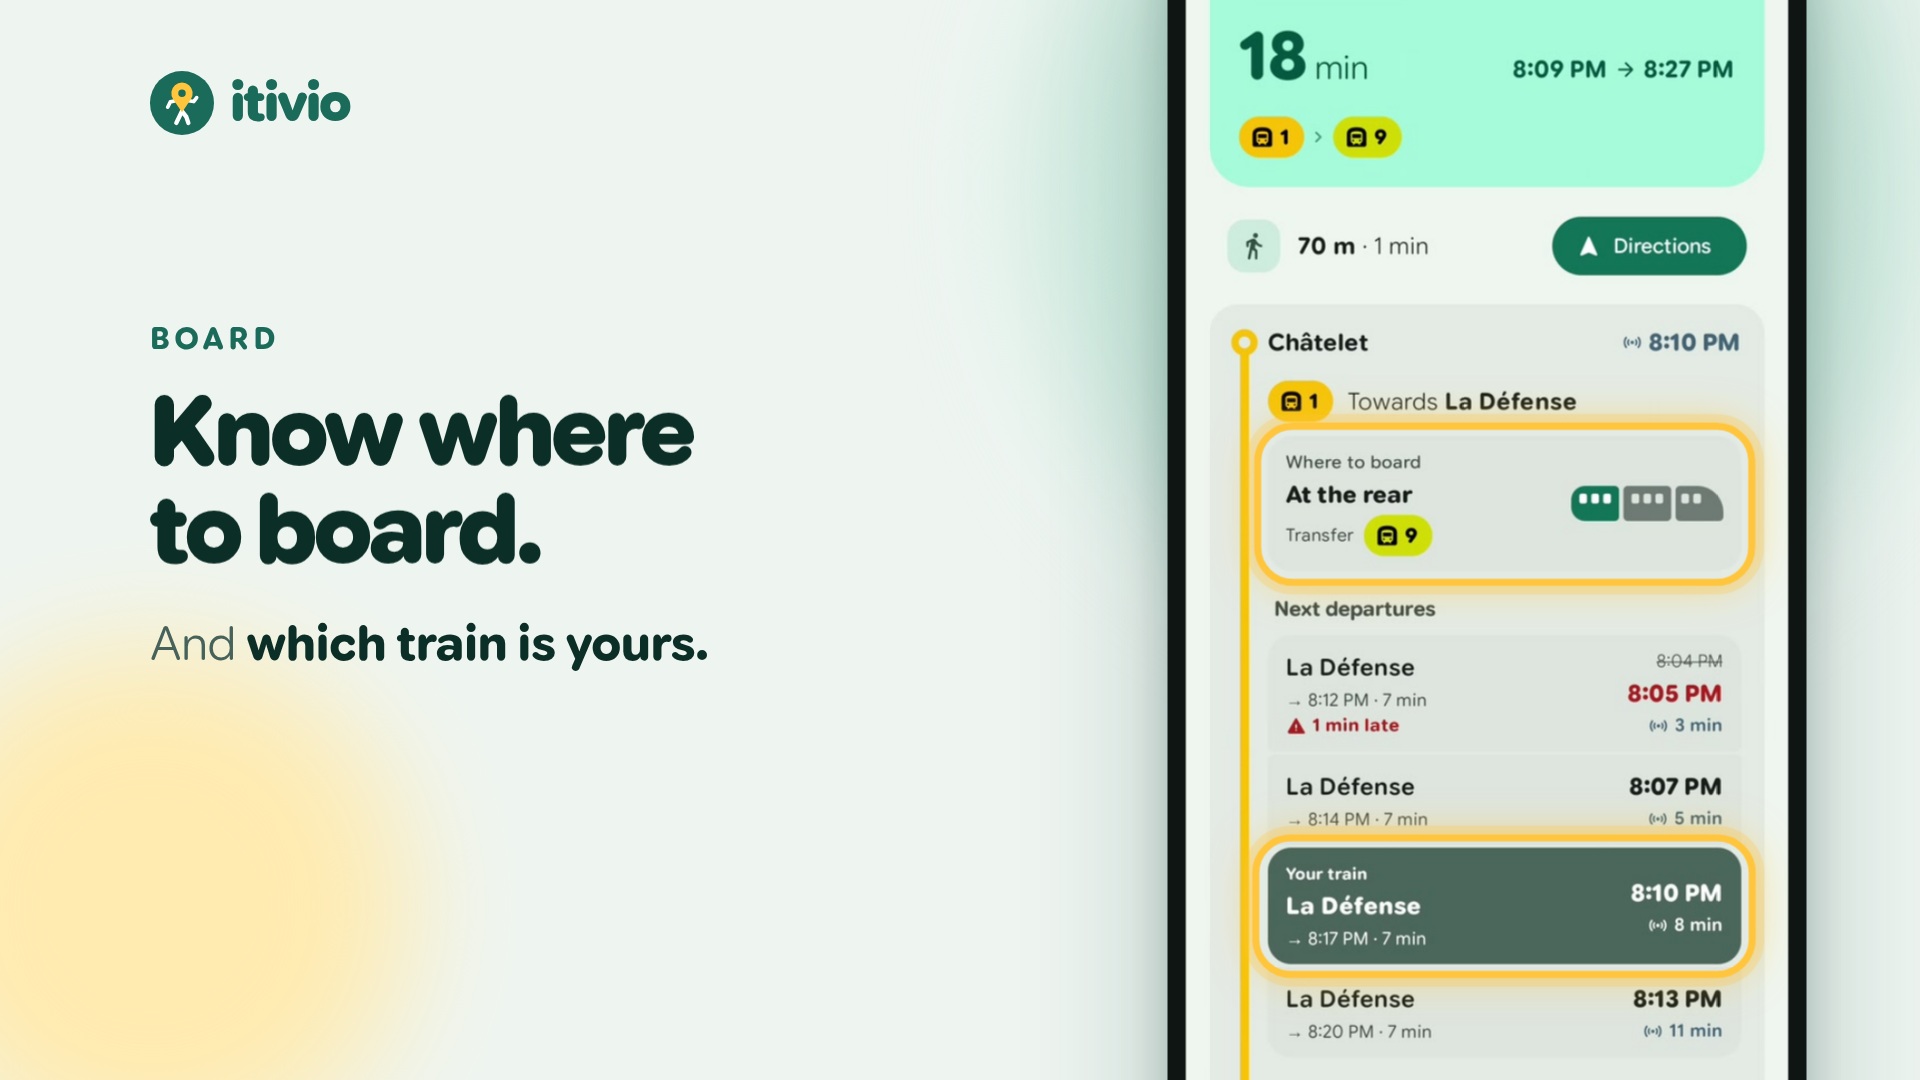 itivio
BOARD
Know where
to board.
And which train is yours.
18 min
8:09 PM → 8:27 PM
1 > 9
70 m · 1 min
Directions
Châtelet
8:10 PM
1 Towards La Défense
Where to board
At the rear
Transfer 9
Next departures
La Défense
8:04 PM
→ 8:12 PM · 7 min
8:05 PM
1 min late
3 min
La Défense
8:07 PM
→ 8:14 PM · 7 min
5 min
Your train
La Défense
8:10 PM
→ 8:17 PM · 7 min
8 min
La Défense
8:13 PM
→ 8:20 PM · 7 min
11 min